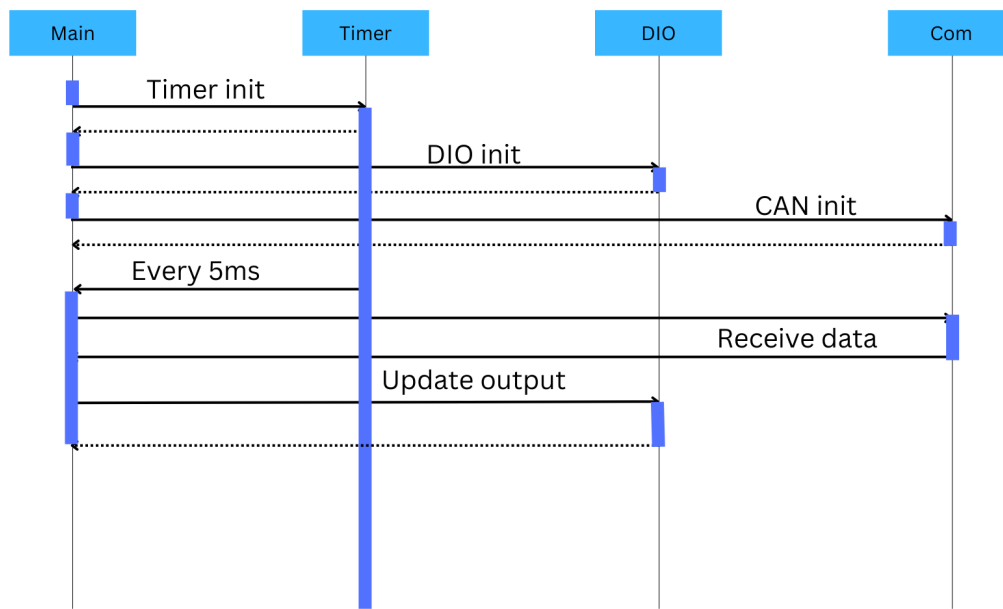 Main
Timer
DIO
Com
Timer init
DIO init
CAN init
Every 5ms
Receive data
Update output